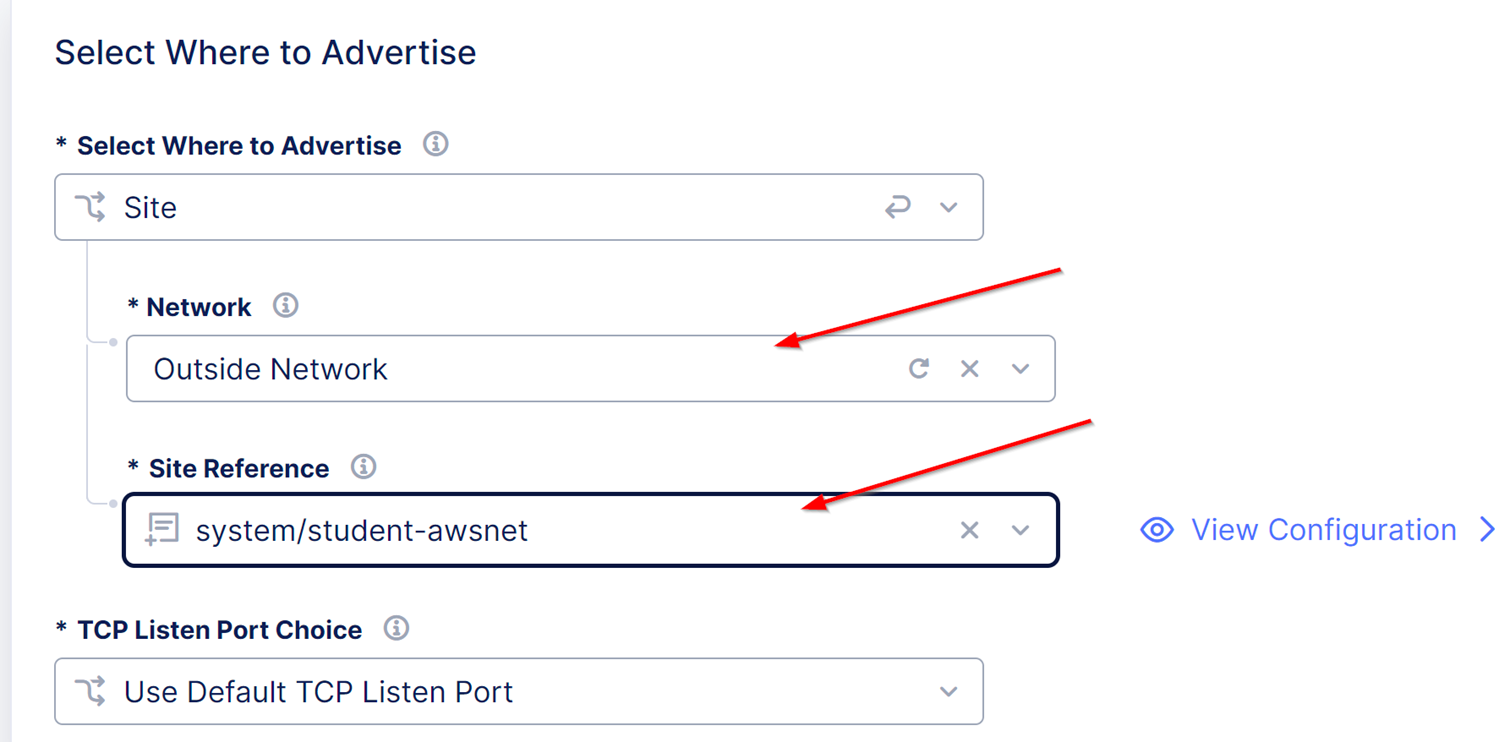 Select Where to Advertise
* Select Where to Advertise
Site
* Network
Outside Network
* Site Reference
system/student-awsnet
View Configuration
* TCP Listen Port Choice
Use Default TCP Listen Port